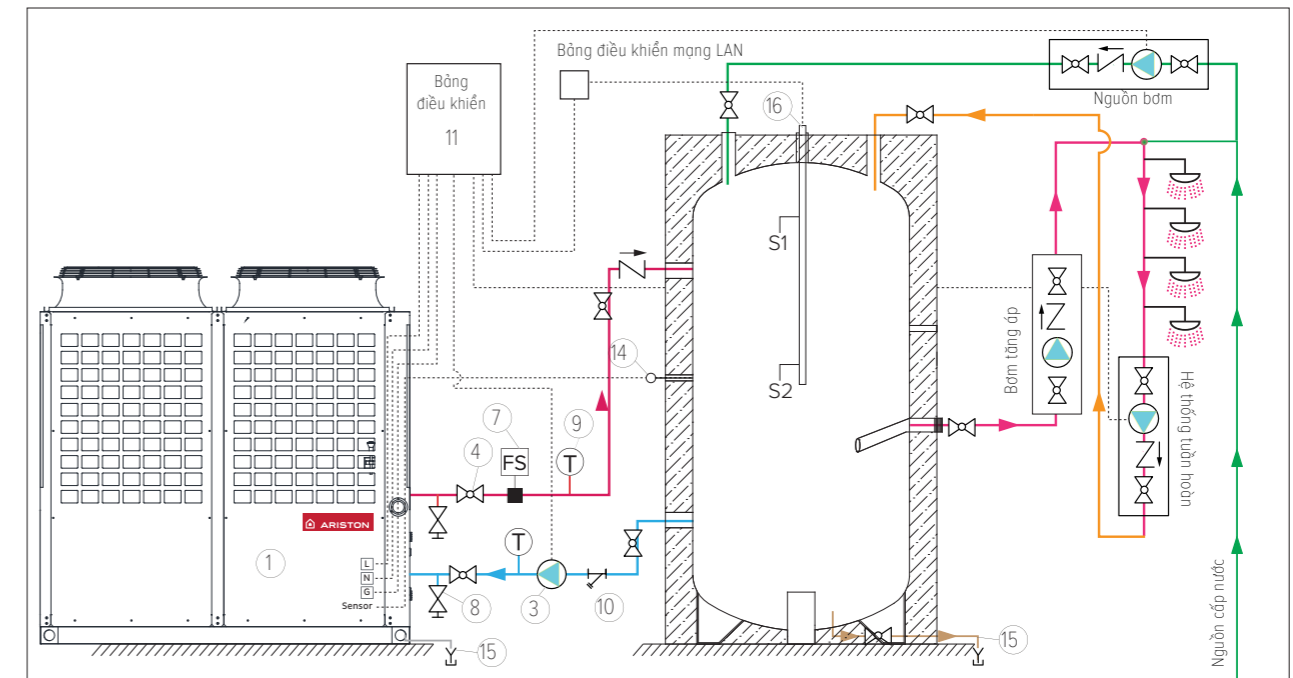 Bảng
điều khiển
11
Bảng điều khiển mạng LAN
16
Nguồn bơm
S1
S2
14
7
9
4
FS
T
ARISTON
1
L
N
G
Sensor
T
8
3
10
15
15
Bơm tăng áp
Hệ thống tuần hoàn
Nguồn cấp nước